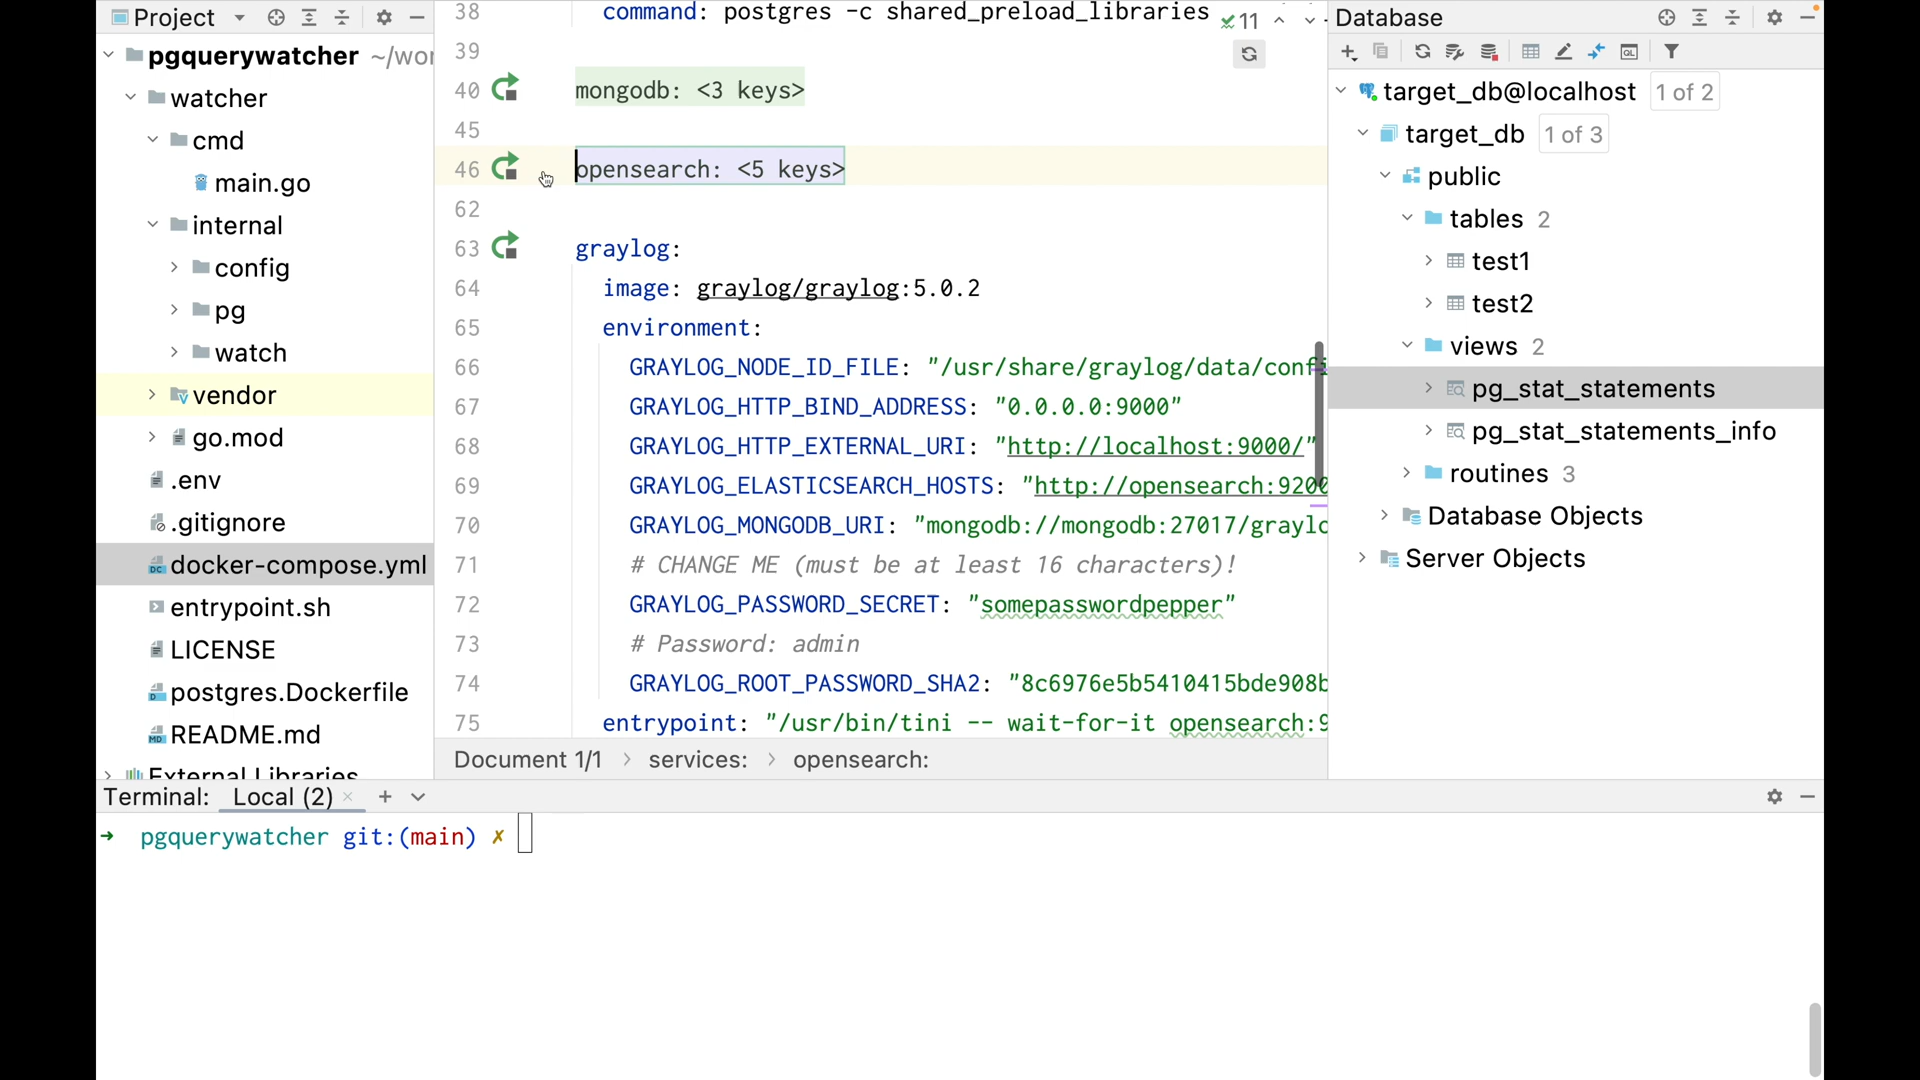 Project
pgquerywatcher ~/wor
watcher
cmd
main.go
internal
config
pg
watch
vendor
go.mod
.env
.gitignore
docker-compose.yml
entrypoint.sh
LICENSE
postgres.Dockerfile
README.md
External Libraries
38 command: postgres -c shared_preload_libraries
11
39
40 mongodb: <3 keys>
45
46 opensearch: <5 keys>
62
63 graylog:
64 image: graylog/graylog:5.0.2
65 environment:
66 GRAYLOG_NODE_ID_FILE: "/usr/share/graylog/data/confi
67 GRAYLOG_HTTP_BIND_ADDRESS: "0.0.0.0:9000"
68 GRAYLOG_HTTP_EXTERNAL_URI: "http://localhost:9000/"
69 GRAYLOG_ELASTICSEARCH_HOSTS: "http://opensearch:9200
70 GRAYLOG_MONGODB_URI: "mongodb://mongodb:27017/graylo
71 # CHANGE ME (must be at least 16 characters)!
72 GRAYLOG_PASSWORD_SECRET: "somepasswordpepper"
73 # Password: admin
74 GRAYLOG_ROOT_PASSWORD_SHA2: "8c6976e5b5410415bde908b
75 entrypoint: "/usr/bin/tini -- wait-for-it opensearch:9
Document 1/1 > services: > opensearch:
Database
target_db@localhost 1 of 2
target_db 1 of 3
public
tables 2
test1
test2
views 2
pg_stat_statements
pg_stat_statements_info
routines 3
Database Objects
Server Objects
Terminal: Local (2) × +
→ pgquerywatcher git:(main) ✗